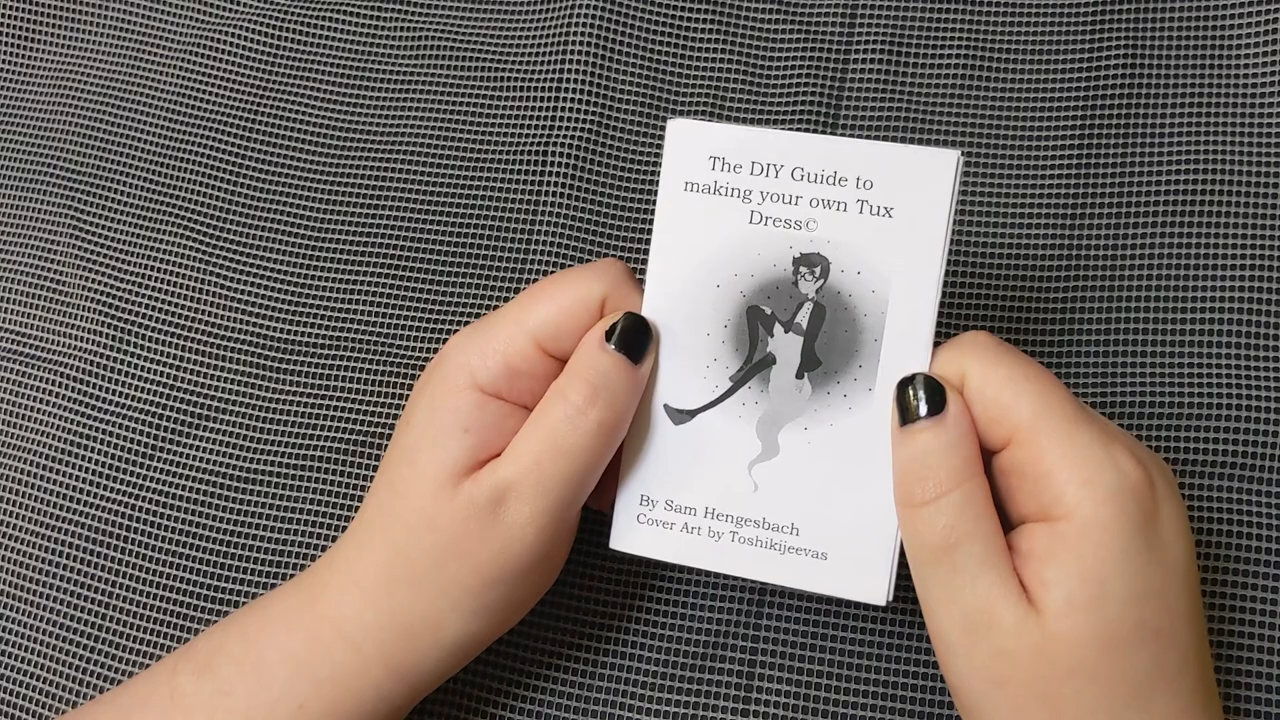 The DIY Guide to
making your own Tux
Dress©
By Sam Hengesbach
Cover Art by Toshikijeevas